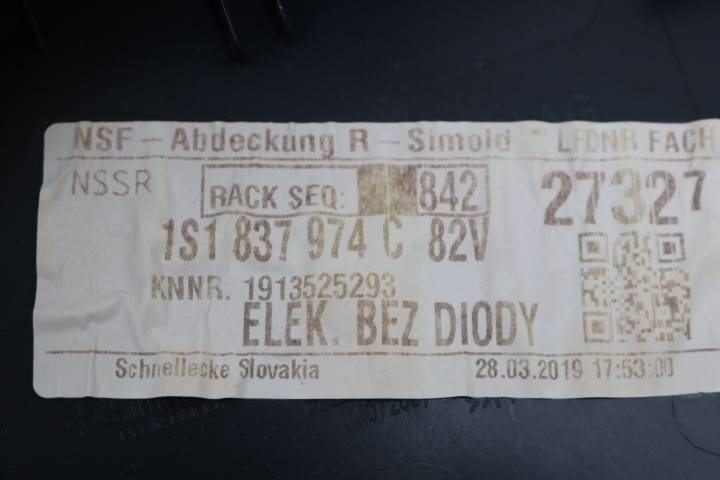 NSF - Abdeckung R - Simold LFDNR FACH
NSSR
RACK SEQ: 842
27327
1S1 837 974 C 82V
KNNR. 1913525293
ELEK. BEZ DIODY
Schnellecke Slovakia
28.03.2019 17:53:00